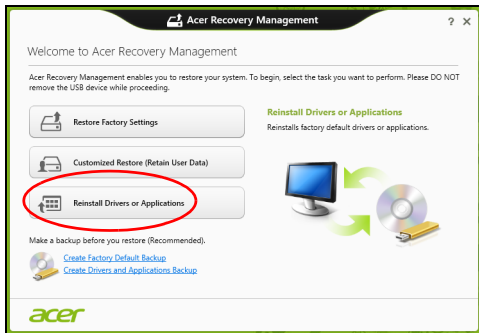 Acer Recovery Management
? ×
Welcome to Acer Recovery Management
Acer Recovery Management enables you to restore your system. To begin, select the task you want to perform. Please DO NOT
remove the USB device while proceeding.
Restore Factory Settings
Customized Restore (Retain User Data)
Reinstall Drivers or Applications
Reinstall Drivers or Applications
Reinstalls factory default drivers or applications.
Make a backup before you restore (Recommended).
Create Factory Default Backup
Create Drivers and Applications Backup
acer